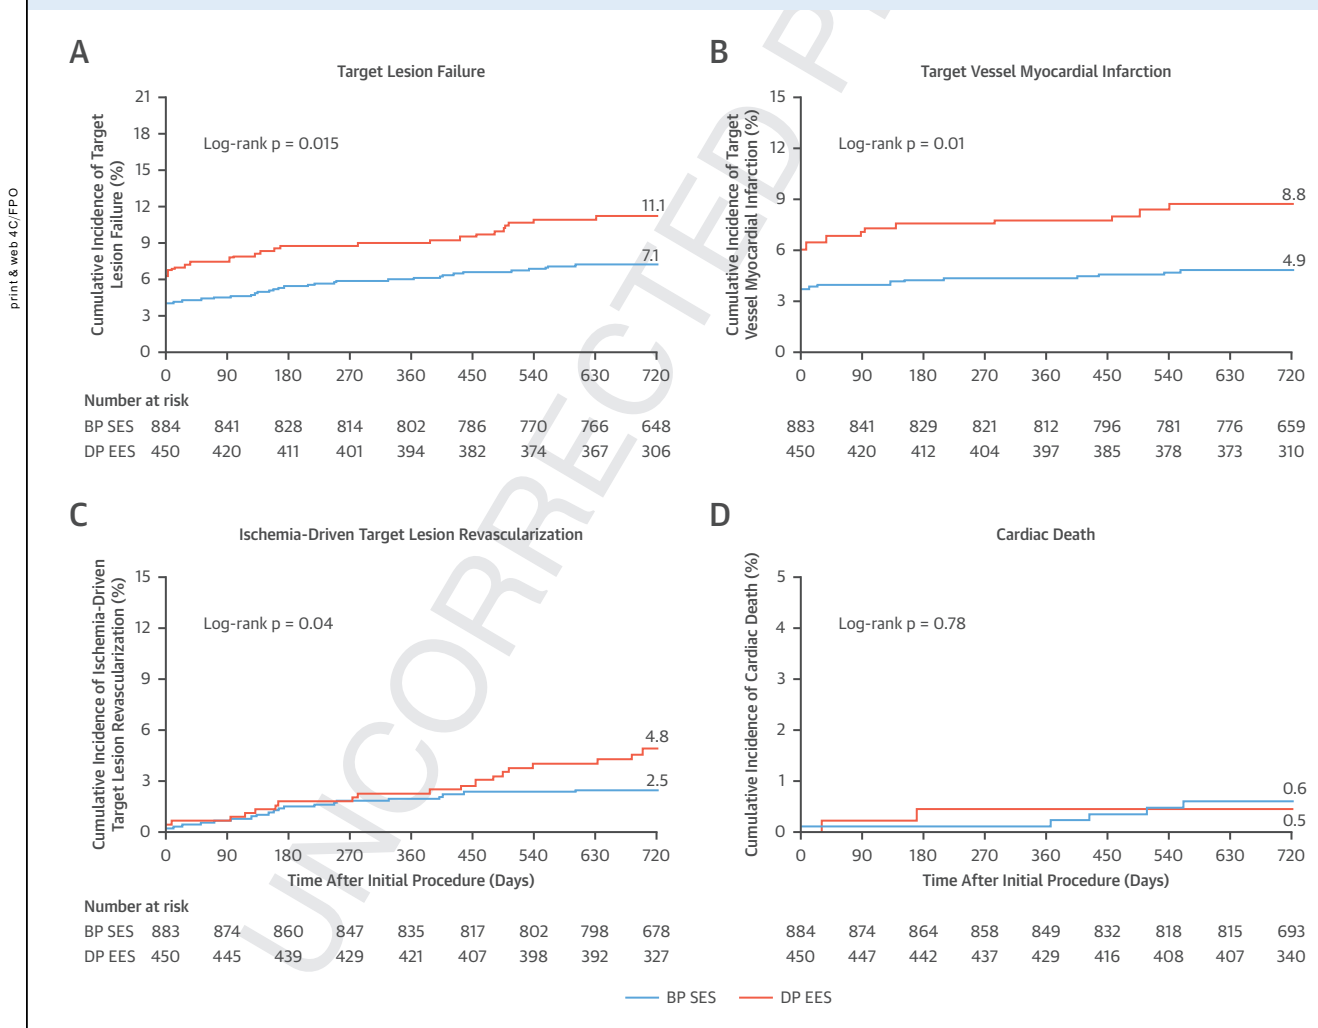 print & web 4C/FPO
UNCORRECTED P
A
Target Lesion Failure
Cumulative Incidence of Target
Lesion Failure (%)
21
18
15
12
9
6
3
0
Log-rank p = 0.015
11.1
7.1
0 90 180 270 360 450 540 630 720
Number at risk
BP SES 884 841 828 814 802 786 770 766 648
DP EES 450 420 411 401 394 382 374 367 306
B
Target Vessel Myocardial Infarction
Cumulative Incidence of Target
Vessel Myocardial Infarction (%)
15
12
9
6
3
0
Log-rank p = 0.01
8.8
4.9
0 90 180 270 360 450 540 630 720
883 841 829 821 812 796 781 776 659
450 420 412 404 397 385 378 373 310
C
Ischemia-Driven Target Lesion Revascularization
Cumulative Incidence of Ischemia-Driven
Target Lesion Revascularization (%)
15
12
9
6
3
0
Log-rank p = 0.04
4.8
2.5
0 90 180 270 360 450 540 630 720
Time After Initial Procedure (Days)
Number at risk
BP SES 883 874 860 847 835 817 802 798 678
DP EES 450 445 439 429 421 407 398 392 327
D
Cardiac Death
Cumulative Incidence of Cardiac Death (%)
5
4
3
2
1
0
Log-rank p = 0.78
0.6
0.5
0 90 180 270 360 450 540 630 720
Time After Initial Procedure (Days)
884 874 864 858 849 832 818 815 693
450 447 442 437 429 416 408 407 340
BP SES DP EES